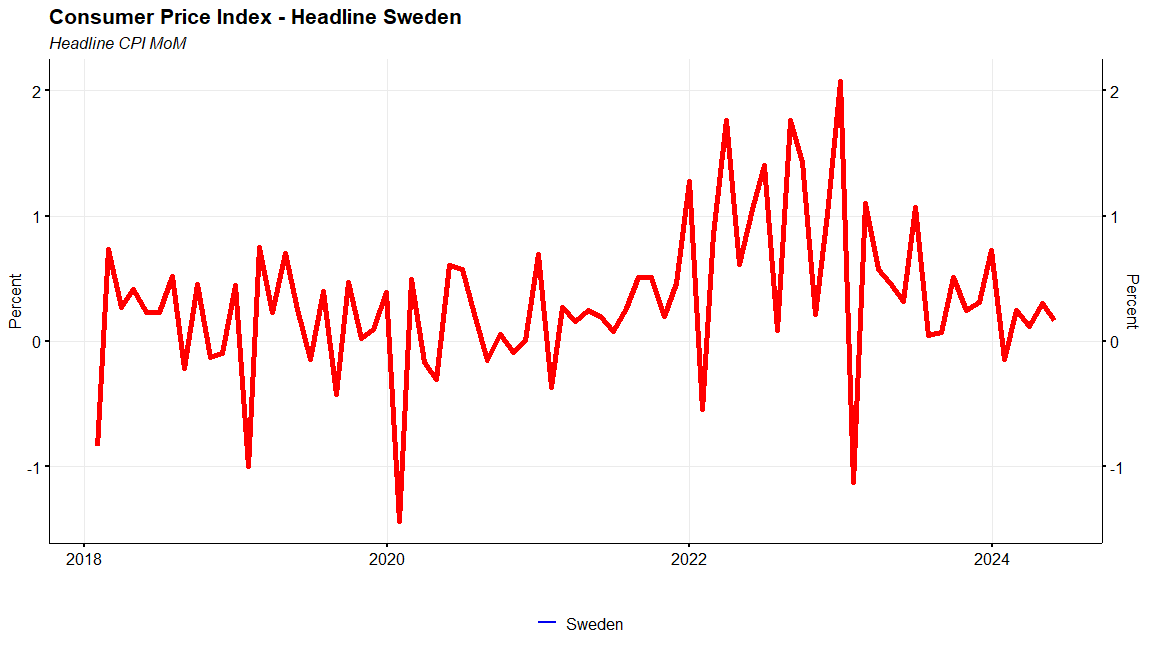 Consumer Price Index - Headline Sweden
Headline CPI MoM
Percent
2
1
0
-1
2
1
0
-1
Percent
2018 2020 2022 2024
Sweden